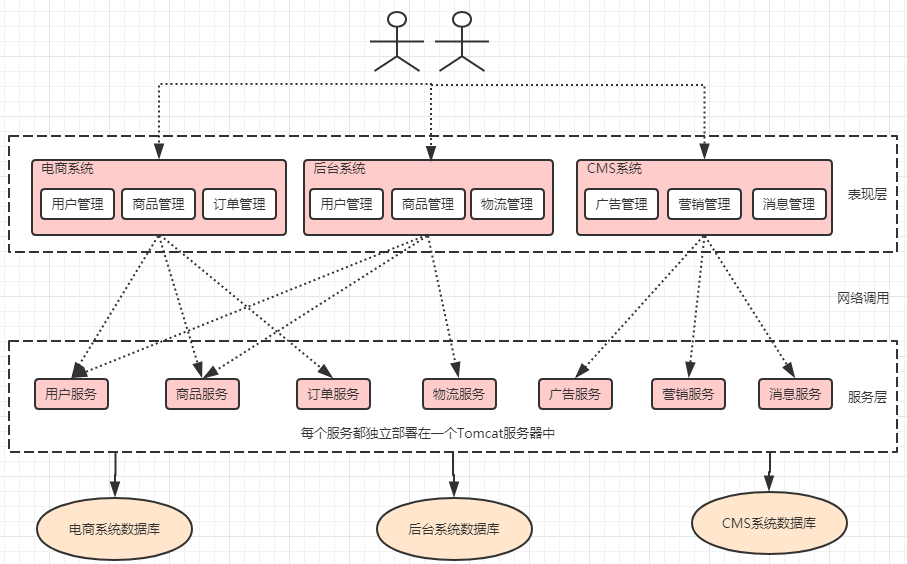 电商系统
用户管理
商品管理
订单管理
后台系统
用户管理
商品管理
物流管理
CMS系统
广告管理
营销管理
消息管理
表现层
网络调用
用户服务
商品服务
订单服务
物流服务
广告服务
营销服务
消息服务
服务层
每个服务都独立部署在一个Tomcat服务器中
电商系统数据库
后台系统数据库
CMS系统数据库